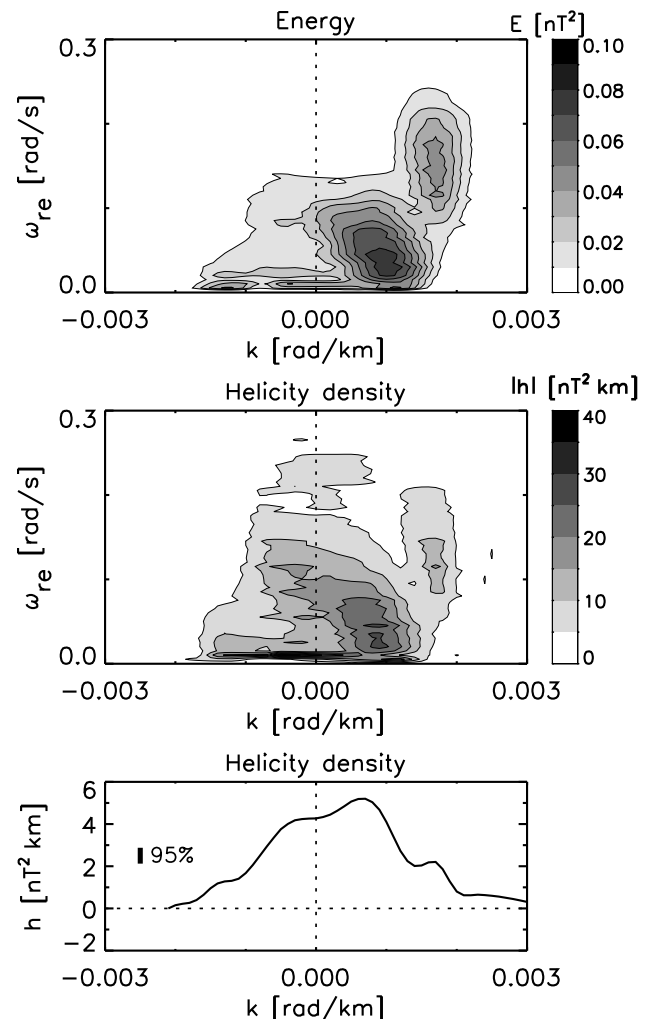 Energy
E [nT²]
0.3
0.0
ω_re [rad/s]
-0.003
0.000
0.003
k [rad/km]
0.10
0.08
0.06
0.04
0.02
0.00
Helicity density
|h| [nT² km]
0.3
0.0
ω_re [rad/s]
-0.003
0.000
0.003
k [rad/km]
40
30
20
10
0
Helicity density
6
4
2
0
-2
h [nT² km]
95%
-0.003
0.000
0.003
k [rad/km]